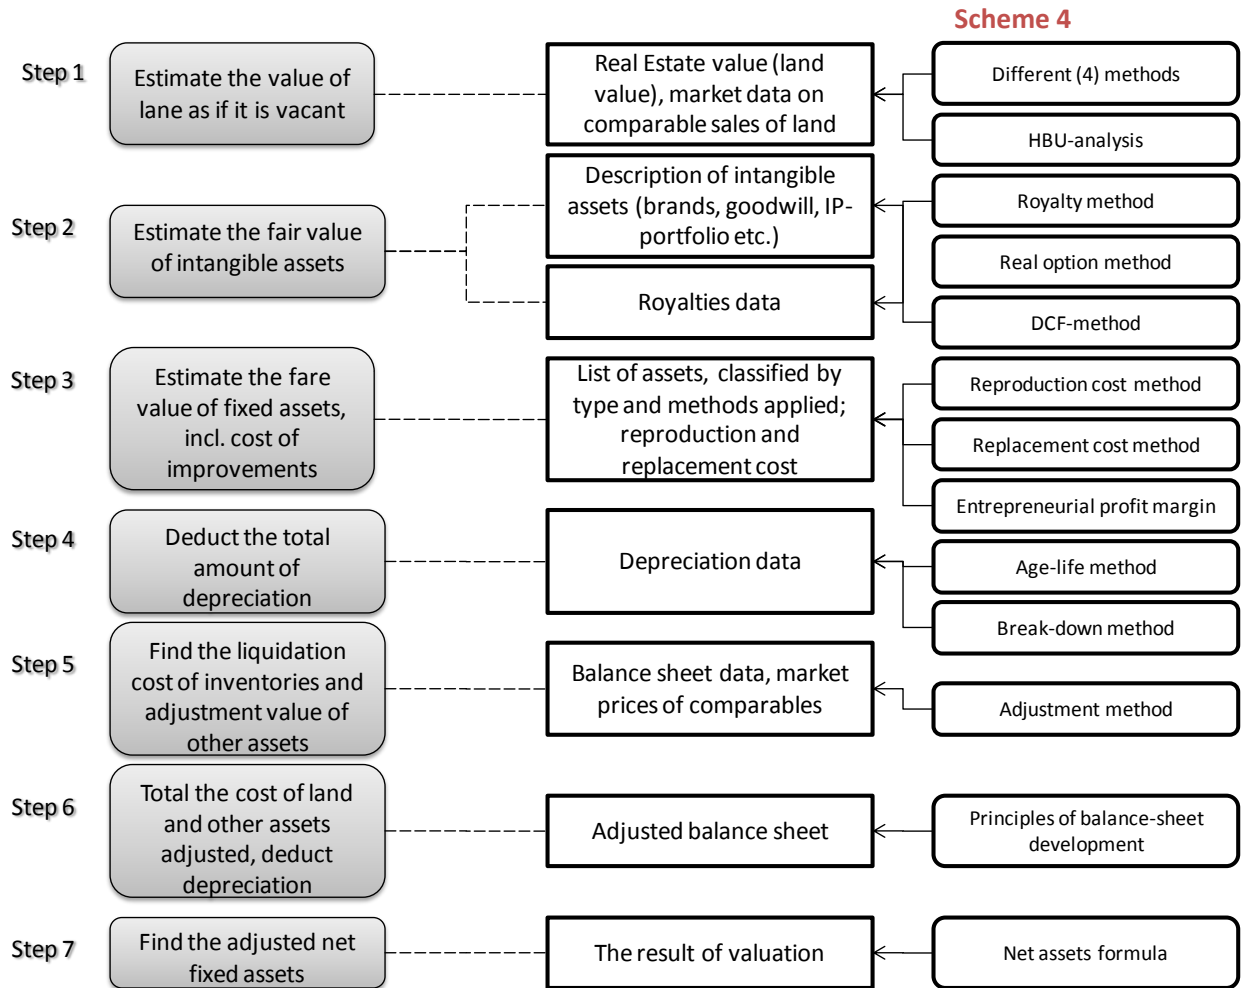 Scheme 4
Step 1
Estimate the value of
lane as if it is vacant
Real Estate value (land
value), market data on
comparable sales of land
Different (4) methods
HBU-analysis
Step 2
Estimate the fair value
of intangible assets
Description of intangible
assets (brands, goodwill, IP-
portfolio etc.)
Royalties data
Royalty method
Real option method
DCF-method
Step 3
Estimate the fare
value of fixed assets,
incl. cost of
improvements
List of assets, classified by
type and methods applied;
reproduction and
replacement cost
Reproduction cost method
Replacement cost method
Entrepreneurial profit margin
Step 4
Deduct the total
amount of
depreciation
Depreciation data
Age-life method
Break-down method
Step 5
Find the liquidation
cost of inventories and
adjustment value of
other assets
Balance sheet data, market
prices of comparables
Adjustment method
Step 6
Total the cost of land
and other assets
adjusted, deduct
depreciation
Adjusted balance sheet
Principles of balance-sheet
development
Step 7
Find the adjusted net
fixed assets
The result of valuation
Net assets formula